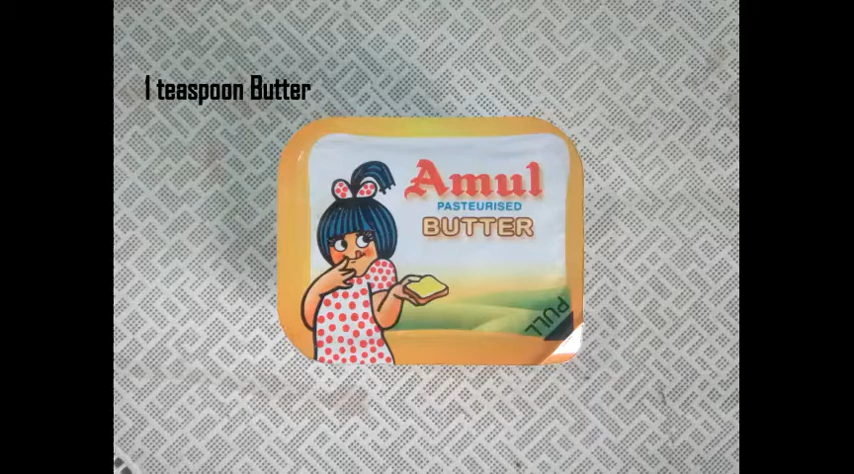 1 teaspoon Butter
Amul
PASTEURISED
BUTTER
PULL